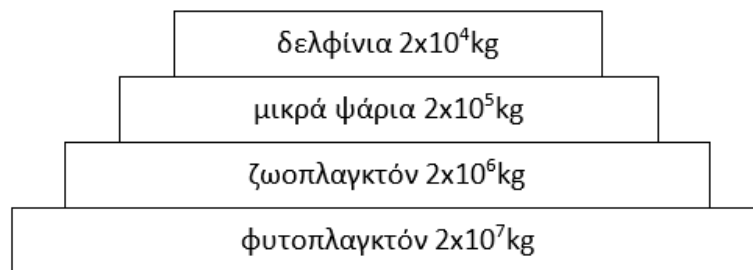 δελφίνια 2x10⁴kg
μικρά ψάρια 2x10⁵kg
ζωοπλαγκτόν 2x10⁶kg
φυτοπλαγκτόν 2x10⁷kg